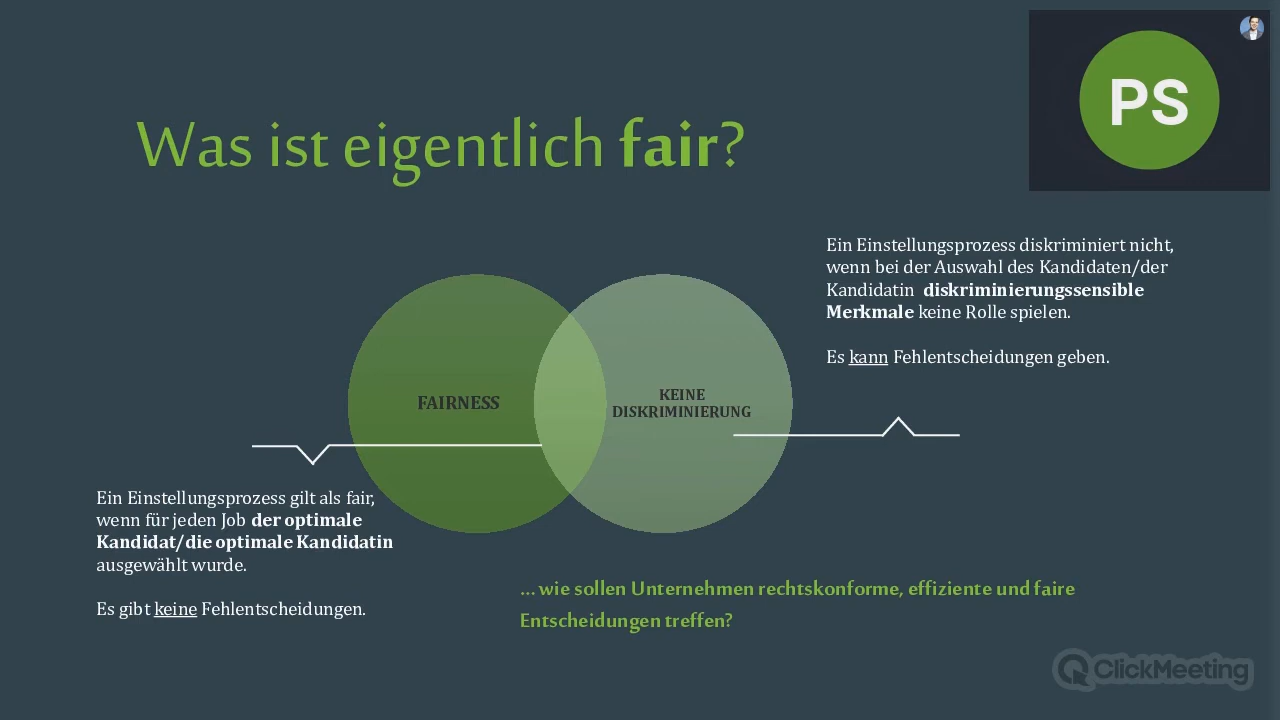 PS
Was ist eigentlich fair?
Ein Einstellungsprozess diskriminiert nicht,
wenn bei der Auswahl des Kandidaten/der
Kandidatin diskriminierungssensible
Merkmale keine Rolle spielen.
Es kann Fehlentscheidungen geben.
FAIRNESS
KEINE
DISKRIMINIERUNG
Ein Einstellungsprozess gilt als fair,
wenn für jeden Job der optimale
Kandidat/die optimale Kandidatin
ausgewählt wurde.
Es gibt keine Fehlentscheidungen.
... wie sollen Unternehmen rechtskonforme, effiziente und faire
Entscheidungen treffen?
ClickMeeting